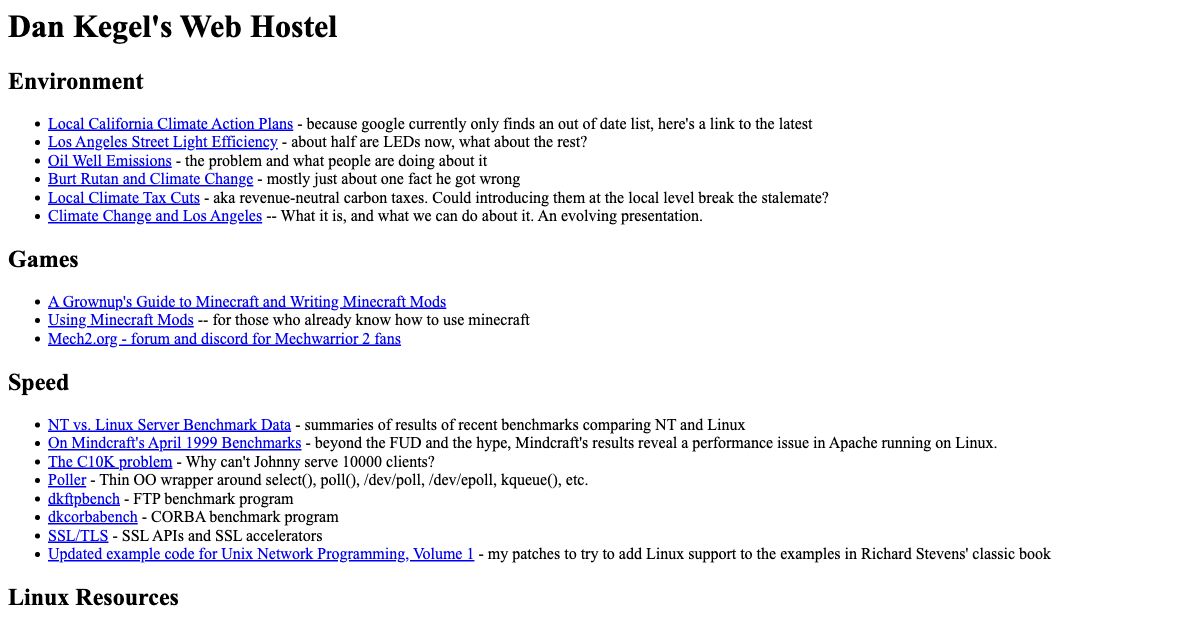 Dan Kegel's Web Hostel
Environment
Local California Climate Action Plans - because google currently only finds an out of date list, here's a link to the latest
Los Angeles Street Light Efficiency - about half are LEDs now, what about the rest?
Oil Well Emissions - the problem and what people are doing about it
Burt Rutan and Climate Change - mostly just about one fact he got wrong
Local Climate Tax Cuts - aka revenue-neutral carbon taxes. Could introducing them at the local level break the stalemate?
Climate Change and Los Angeles -- What it is, and what we can do about it. An evolving presentation.
Games
A Grownup's Guide to Minecraft and Writing Minecraft Mods
Using Minecraft Mods -- for those who already know how to use minecraft
Mech2.org - forum and discord for Mechwarrior 2 fans
Speed
NT vs. Linux Server Benchmark Data - summaries of results of recent benchmarks comparing NT and Linux
On Mindcraft's April 1999 Benchmarks - beyond the FUD and the hype, Mindcraft's results reveal a performance issue in Apache running on Linux.
The C10K problem - Why can't Johnny serve 10000 clients?
Poller - Thin OO wrapper around select(), poll(), /dev/poll, /dev/epoll, kqueue(), etc.
dkftpbench - FTP benchmark program
dkcorbabench - CORBA benchmark program
SSL/TLS - SSL APIs and SSL accelerators
Updated example code for Unix Network Programming, Volume 1 - my patches to try to add Linux support to the examples in Richard Stevens' classic book
Linux Resources